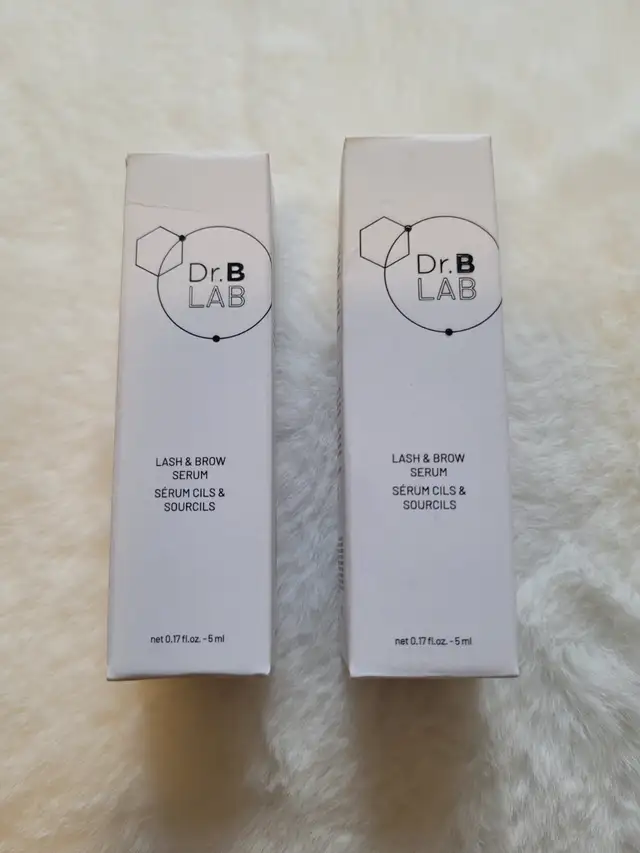 Dr.B
LAB
LASH & BROW
SERUM
SÉRUM CILS &
SOURCILS
net 0.17 fl.oz. - 5 ml
Dr.B
LAB
LASH & BROW
SERUM
SÉRUM CILS &
SOURCILS
net 0.17 fl.oz. - 5 ml